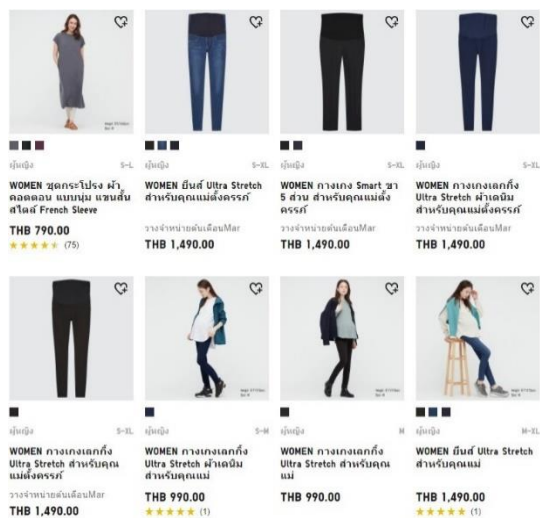 ผู้หญิง S-L
WOMEN ชุดกระโปรง ผ้า
คอตตอน แบบนุ่ม แขนสั้น
สไตล์ French Sleeve
THB 790.00
(75)
ผู้หญิง S-XL
WOMEN ยีนส์ Ultra Stretch
สำหรับคุณแม่ตั้งครรภ์
THB 1,490.00
ผู้หญิง S-XL
WOMEN กางเกง Smart ขา
5 ส่วน สำหรับคุณแม่ตั้ง
ครรภ์
วางจำหน่ายต้นเดือนMar
THB 1,490.00
ผู้หญิง S-XL
WOMEN กางเกงเลกกิ้ง
Ultra Stretch ผ้าเดนิม
สำหรับคุณแม่ตั้งครรภ์
วางจำหน่ายต้นเดือนMar
THB 1,490.00
ผู้หญิง S-XL
WOMEN กางเกงเลกกิ้ง
Ultra Stretch สำหรับคุณ
แม่ตั้งครรภ์
วางจำหน่ายต้นเดือนMar
THB 1,490.00
ผู้หญิง S-M
WOMEN กางเกงเลกกิ้ง
Ultra Stretch ผ้าเดนิม
สำหรับคุณแม่
THB 990.00
(1)
ผู้หญิง M
WOMEN กางเกงเลกกิ้ง
Ultra Stretch สำหรับคุณ
แม่
THB 990.00
ผู้หญิง M-XL
WOMEN ยีนส์ Ultra Stretch
สำหรับคุณแม่
THB 1,490.00
(1)